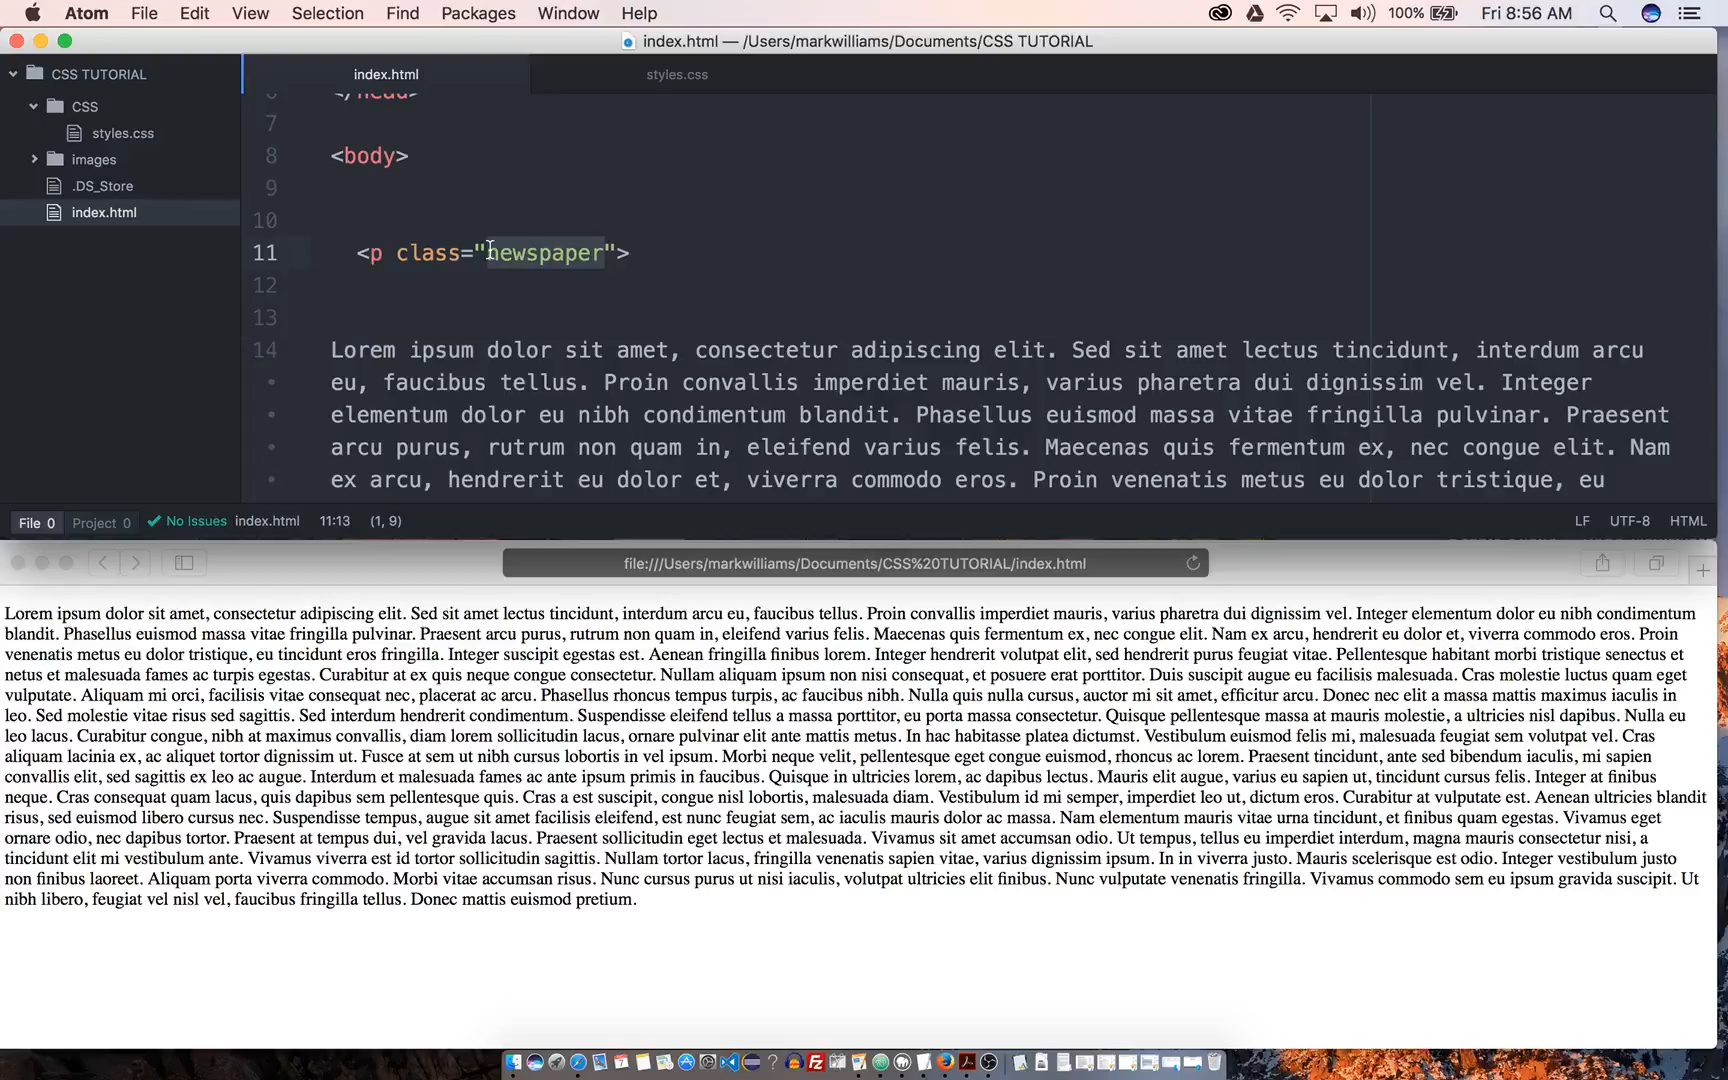 Atom File Edit View Selection Find Packages Window Help 100% Fri 8:56 AM
index.html — /Users/markwilliams/Documents/CSS TUTORIAL
CSS TUTORIAL
CSS
styles.css
images
.DS_Store
index.html
index.html styles.css
6 </head>
7
8 <body>
9
10
11 <p class="newspaper">
12
13
14 Lorem ipsum dolor sit amet, consectetur adipiscing elit. Sed sit amet lectus tincidunt, interdum arcu
eu, faucibus tellus. Proin convallis imperdiet mauris, varius pharetra dui dignissim vel. Integer
elementum dolor eu nibh condimentum blandit. Phasellus euismod massa vitae fringilla pulvinar. Praesent
arcu purus, rutrum non quam in, eleifend varius felis. Maecenas quis fermentum ex, nec congue elit. Nam
ex arcu, hendrerit eu dolor et, viverra commodo eros. Proin venenatis metus eu dolor tristique, eu
File 0 Project 0 No Issues index.html 11:13 (1, 9) LF UTF-8 HTML
file:///Users/markwilliams/Documents/CSS%20TUTORIAL/index.html
Lorem ipsum dolor sit amet, consectetur adipiscing elit. Sed sit amet lectus tincidunt, interdum arcu eu, faucibus tellus. Proin convallis imperdiet mauris, varius pharetra dui dignissim vel. Integer elementum dolor eu nibh condimentum
blandit. Phasellus euismod massa vitae fringilla pulvinar. Praesent arcu purus, rutrum non quam in, eleifend varius felis. Maecenas quis fermentum ex, nec congue elit. Nam ex arcu, hendrerit eu dolor et, viverra commodo eros. Proin
venenatis metus eu dolor tristique, eu tincidunt eros fringilla. Integer suscipit egestas est. Aenean fringilla finibus lorem. Integer hendrerit volutpat elit, sed hendrerit purus feugiat vitae. Pellentesque habitant morbi tristique senectus et
netus et malesuada fames ac turpis egestas. Curabitur at ex quis neque congue consectetur. Nullam aliquam ipsum non nisi consequat, et posuere erat porttitor. Duis suscipit augue eu facilisis malesuada. Cras molestie luctus quam eget
vulputate. Aliquam mi orci, facilisis vitae consequat nec, placerat ac arcu. Phasellus rhoncus tempus turpis, ac faucibus nibh. Nulla quis nulla cursus, auctor mi sit amet, efficitur arcu. Donec nec elit a massa mattis maximus iaculis in
leo. Sed molestie vitae risus sed sagittis. Sed interdum hendrerit condimentum. Suspendisse eleifend tellus a massa porttitor, eu porta massa consectetur. Quisque pellentesque massa at mauris molestie, a ultricies nisl dapibus. Nulla eu
leo lacus. Curabitur congue, nibh at maximus convallis, diam lorem sollicitudin lacus, ornare pulvinar elit ante mattis metus. In hac habitasse platea dictumst. Vestibulum euismod felis mi, malesuada feugiat sem volutpat vel. Cras
aliquam lacinia ex, ac aliquet tortor dignissim ut. Fusce at sem ut nibh cursus lobortis in vel ipsum. Morbi neque velit, pellentesque eget congue euismod, rhoncus ac lorem. Praesent tincidunt, ante sed bibendum iaculis, mi sapien
convallis elit, sed sagittis ex leo ac augue. Interdum et malesuada fames ac ante ipsum primis in faucibus. Quisque in ultricies lorem, ac dapibus lectus. Mauris elit augue, varius eu sapien ut, tincidunt cursus felis. Integer at finibus
neque. Cras consequat quam lacus, quis dapibus sem pellentesque quis. Cras a est suscipit, congue nisl lobortis, malesuada diam. Vestibulum id mi semper, imperdiet leo ut, dictum eros. Curabitur at vulputate est. Aenean ultricies blandit
risus, sed euismod libero cursus nec. Suspendisse tempus, augue sit amet facilisis eleifend, est nunc feugiat sem, ac iaculis mauris dolor ac massa. Nam elementum mauris vitae urna tincidunt, et finibus quam egestas. Vivamus eget
ornare odio, nec dapibus tortor. Praesent at tempus dui, vel gravida lacus. Praesent sollicitudin eget lectus et malesuada. Vivamus sit amet accumsan odio. Ut tempus, tellus eu imperdiet interdum, magna mauris consectetur nisi, a
tincidunt elit mi vestibulum ante. Vivamus viverra est id tortor sollicitudin sagittis. Nullam tortor lacus, fringilla venenatis sapien vitae, varius dignissim ipsum. In in viverra justo. Mauris scelerisque est odio. Integer vestibulum justo
non finibus laoreet. Aliquam porta viverra commodo. Morbi vitae accumsan risus. Nunc cursus purus ut nisi iaculis, volutpat ultricies elit finibus. Nunc vulputate venenatis fringilla. Vivamus commodo sem eu ipsum gravida suscipit. Ut
nibh libero, feugiat vel nisl vel, faucibus fringilla tellus. Donec mattis euismod pretium.